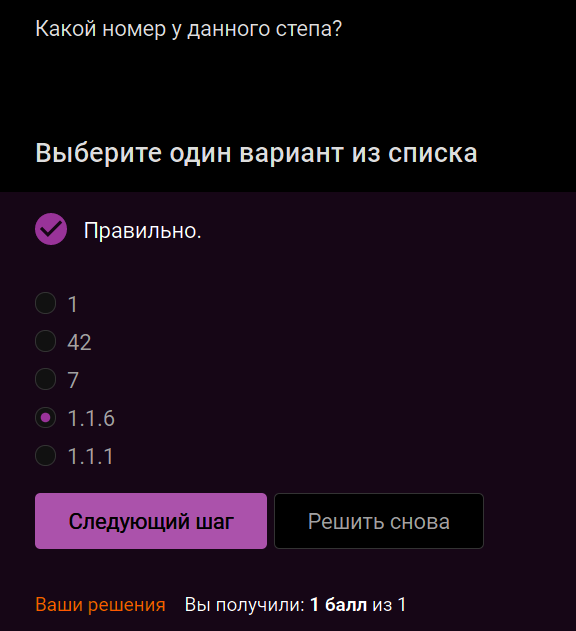 Какой номер у данного степа?
Выберите один вариант из списка
Правильно.
1
42
7
1.1.6
1.1.1
Следующий шаг Решить снова
Ваши решения Вы получили: 1 балл из 1